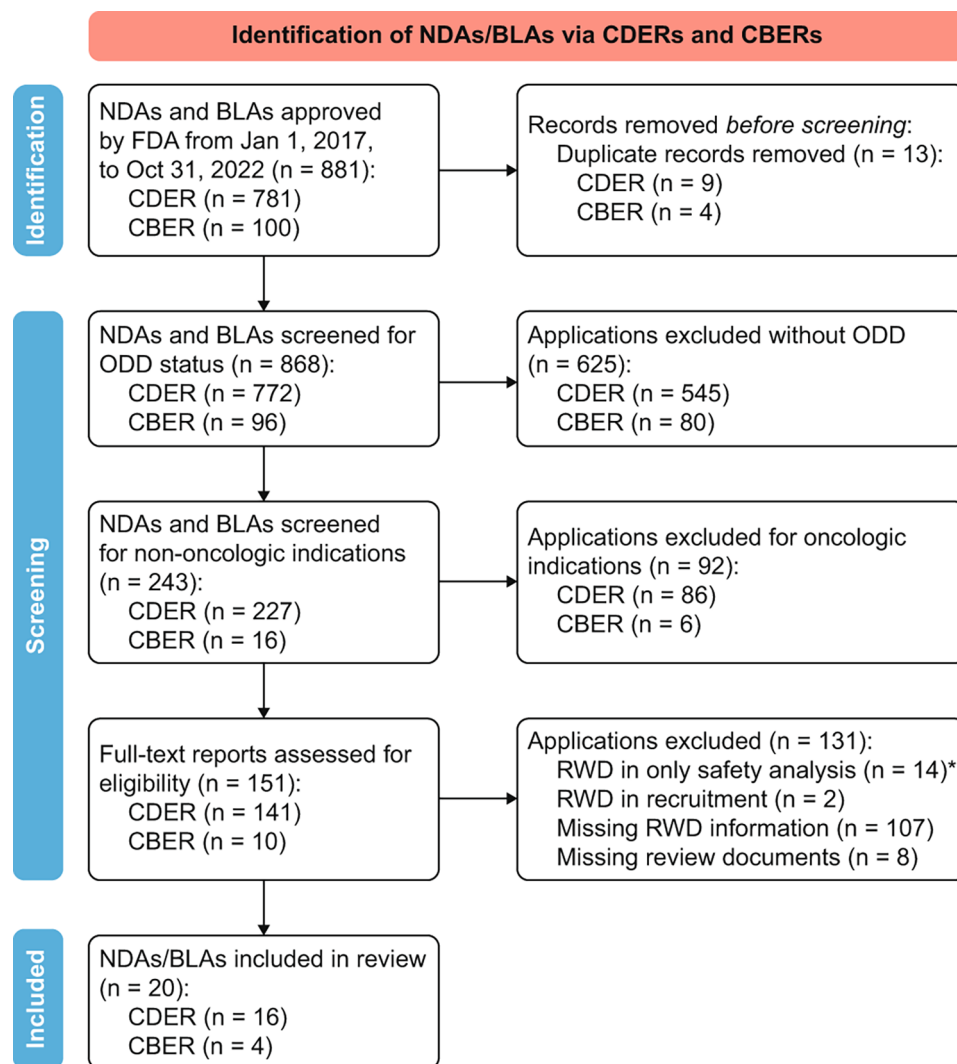 Identification of NDAs/BLAs via CDERs and CBERs
Identification
NDAs and BLAs approved
by FDA from Jan 1, 2017,
to Oct 31, 2022 (n = 881):
CDER (n = 781)
CBER (n = 100)
Records removed before screening:
Duplicate records removed (n = 13):
CDER (n = 9)
CBER (n = 4)
Screening
NDAs and BLAs screened for
ODD status (n = 868):
CDER (n = 772)
CBER (n = 96)
Applications excluded without ODD
(n = 625):
CDER (n = 545)
CBER (n = 80)
NDAs and BLAs screened
for non-oncologic indications
(n = 243):
CDER (n = 227)
CBER (n = 16)
Applications excluded for oncologic
indications (n = 92):
CDER (n = 86)
CBER (n = 6)
Full-text reports assessed for
eligibility (n = 151):
CDER (n = 141)
CBER (n = 10)
Applications excluded (n = 131):
RWD in only safety analysis (n = 14)*
RWD in recruitment (n = 2)
Missing RWD information (n = 107)
Missing review documents (n = 8)
Included
NDAs/BLAs included in review
(n = 20):
CDER (n = 16)
CBER (n = 4)